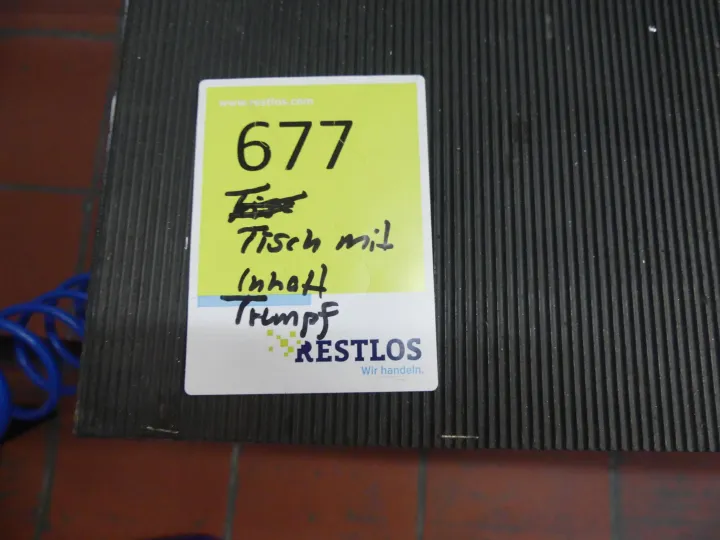 www.restlos.com
677
Tisch mit
Inhalt
Trumpf
RESTLOS
Wir handeln.